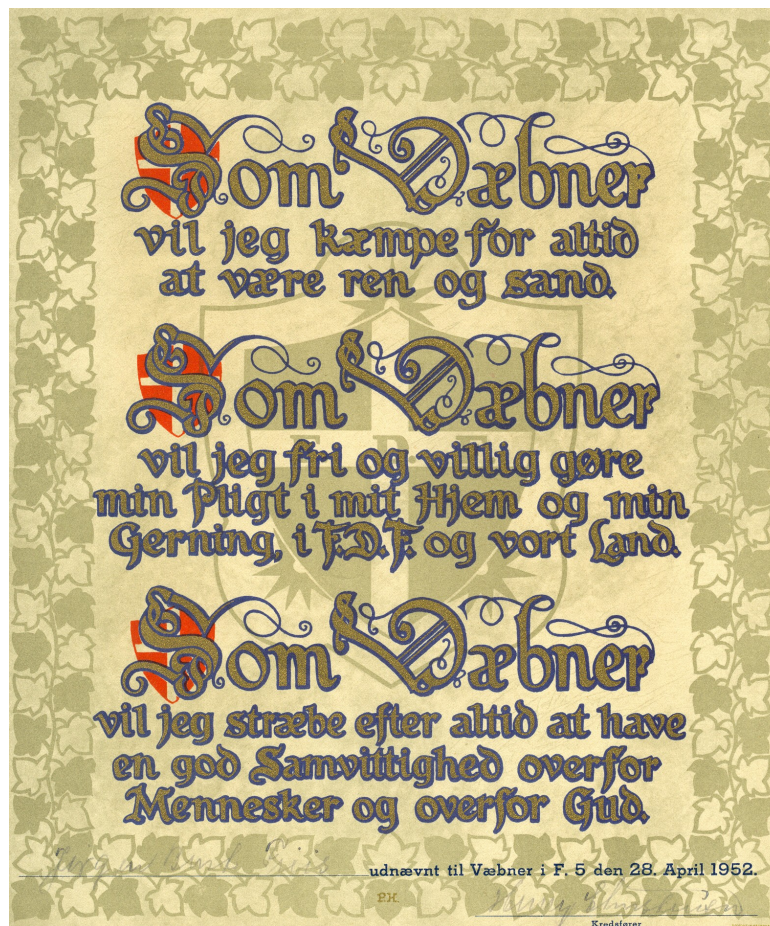 Som Væbner
vil jeg kæmpe for altid
at være ren og sand.
Som Væbner
F. D. F.
vil jeg fri og villig gøre
min Pligt i mit Hjem og min
Gerning, i F.D.F. og vort Land.
Som Væbner
vil jeg stræbe efter altid at have
en god Samvittighed overfor
Mennesker og overfor Gud.
udnævnt til Væbner i F. 5 den 28. April 1952.
P.H.
Kredsfører